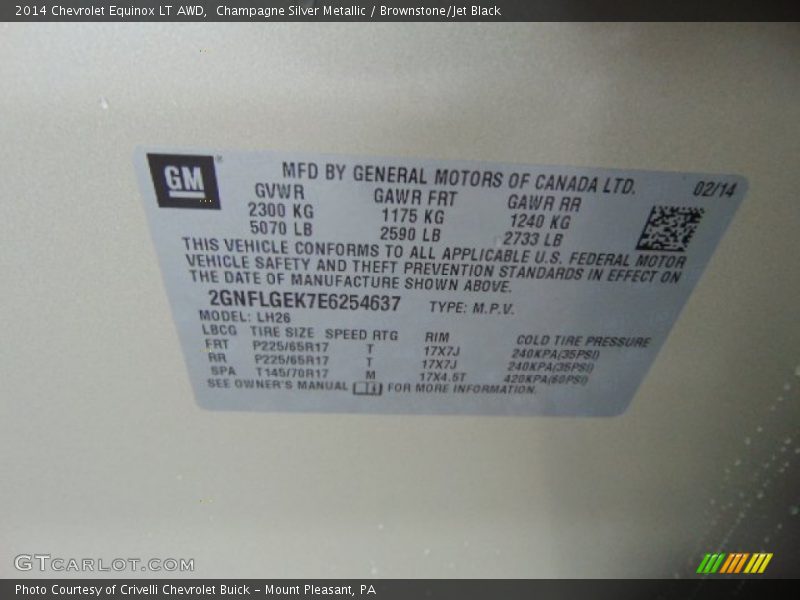 2014 Chevrolet Equinox LT AWD,  Champagne Silver Metallic / Brownstone/Jet Black
GM
MFD BY GENERAL MOTORS OF CANADA LTD. 02/14
GVWR GAWR FRT GAWR RR
2300 KG 1175 KG 1240 KG
5070 LB 2590 LB 2733 LB
THIS VEHICLE CONFORMS TO ALL APPLICABLE U.S. FEDERAL MOTOR
VEHICLE SAFETY AND THEFT PREVENTION STANDARDS IN EFFECT ON
THE DATE OF MANUFACTURE SHOWN ABOVE.
2GNFLGEK7E6254637 TYPE: M.P.V.
MODEL: LH26
LBCG TIRE SIZE SPEED RTG RIM COLD TIRE PRESSURE
FRT P225/65R17 T 17X7J 240KPA(35PSI)
RR P225/65R17 T 17X7J 240KPA(35PSI)
SPA T145/70R17 M 17X4.5T 420KPA(60PSI)
SEE OWNER'S MANUAL FOR MORE INFORMATION.
GTCARLOT.COM
Photo Courtesy of Crivelli Chevrolet Buick - Mount Pleasant, PA